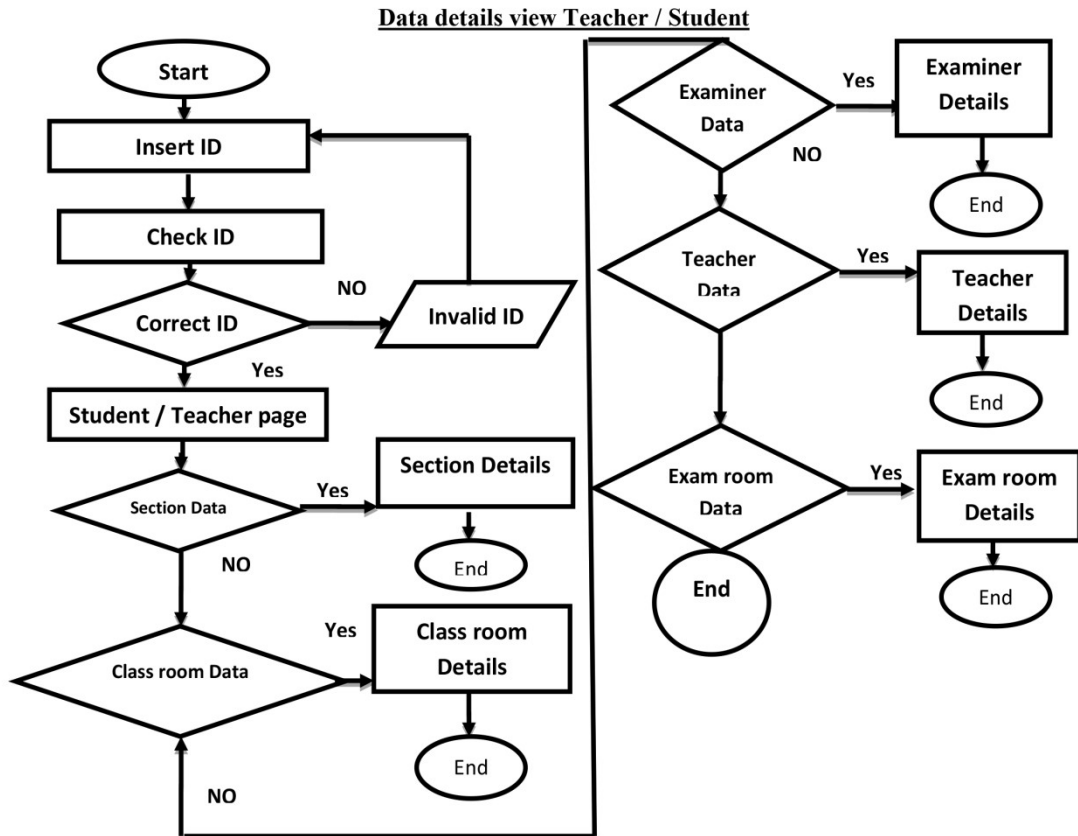 Data details view Teacher / Student
Start
Insert ID
Check ID
Correct ID
NO
Invalid ID
Yes
Student / Teacher page
Section Data
Yes
Section Details
End
NO
Class room Data
Yes
Class room
Details
End
NO
Examiner
Data
Yes
Examiner
Details
End
NO
Teacher
Data
Yes
Teacher
Details
End
Exam room
Data
Yes
Exam room
Details
End
End